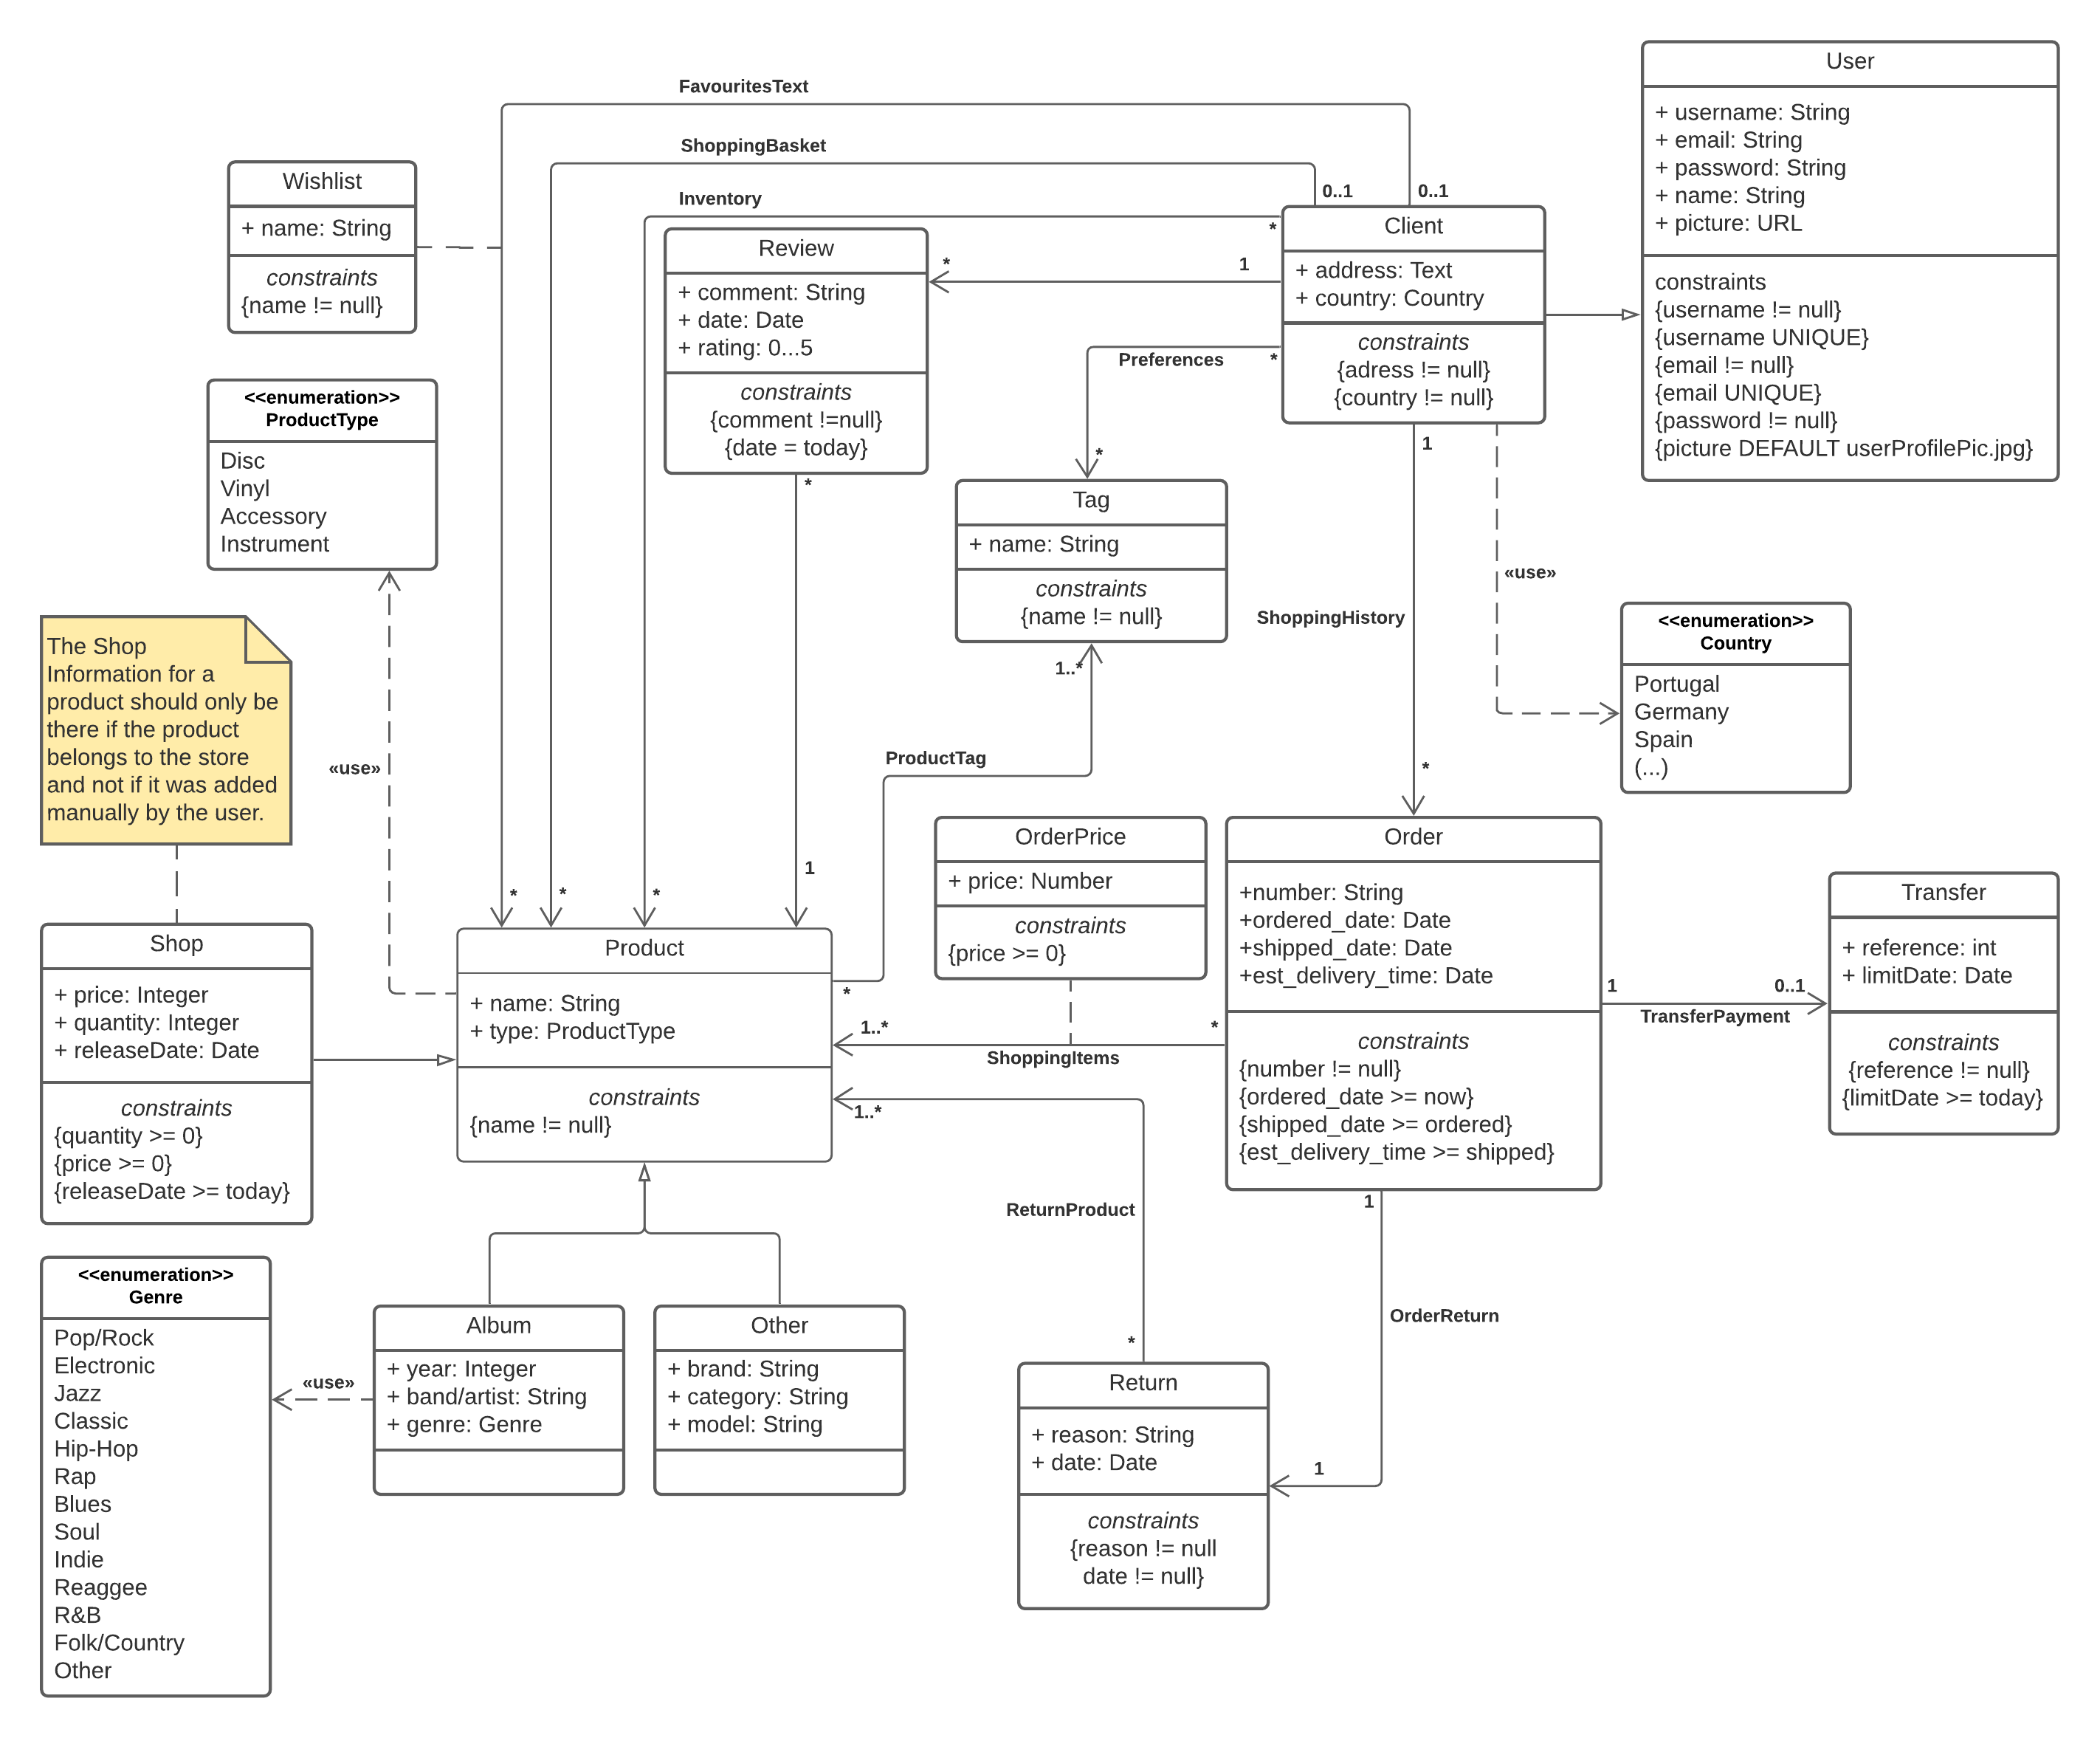 FavouritesText
ShoppingBasket
Inventory
0..1
0..1
*
Wishlist
+ name: String
constraints
{name != null}
Review
+ comment: String
+ date: Date
+ rating: 0...5
constraints
{comment !=null}
{date = today}
*
1
Client
+ address: Text
+ country: Country
constraints
{adress != null}
{country != null}
User
+ username: String
+ email: String
+ password: String
+ name: String
+ picture: URL
constraints
{username != null}
{username UNIQUE}
{email != null}
{email UNIQUE}
{password != null}
{picture DEFAULT userProfilePic.jpg}
Preferences
*
*
<<enumeration>>
ProductType
Disc
Vinyl
Accessory
Instrument
*
Tag
+ name: String
constraints
{name != null}
1
ShoppingHistory
*
«use»
<<enumeration>>
Country
Portugal
Germany
Spain
(...)
The Shop
Information for a
product should only be
there if the product
belongs to the store
and not if it was added
manually by the user.
«use»
1..*
ProductTag
*
*
*
*
1
Shop
+ price: Integer
+ quantity: Integer
+ releaseDate: Date
constraints
{quantity >= 0}
{price >= 0}
{releaseDate >= today}
Product
+ name: String
+ type: ProductType
constraints
{name != null}
OrderPrice
+ price: Number
constraints
{price >= 0}
1..*
*
ShoppingItems
Order
+number: String
+ordered_date: Date
+shipped_date: Date
+est_delivery_time: Date
constraints
{number != null}
{ordered_date >= now}
{shipped_date >= ordered}
{est_delivery_time >= shipped}
1
0..1
TransferPayment
Transfer
+ reference: int
+ limitDate: Date
constraints
{reference != null}
{limitDate >= today}
1..*
ReturnProduct
*
1
OrderReturn
1
<<enumeration>>
Genre
Pop/Rock
Electronic
Jazz
Classic
Hip-Hop
Rap
Blues
Soul
Indie
Reaggee
R&B
Folk/Country
Other
«use»
Album
+ year: Integer
+ band/artist: String
+ genre: Genre
Other
+ brand: String
+ category: String
+ model: String
Return
+ reason: String
+ date: Date
constraints
{reason != null
date != null}